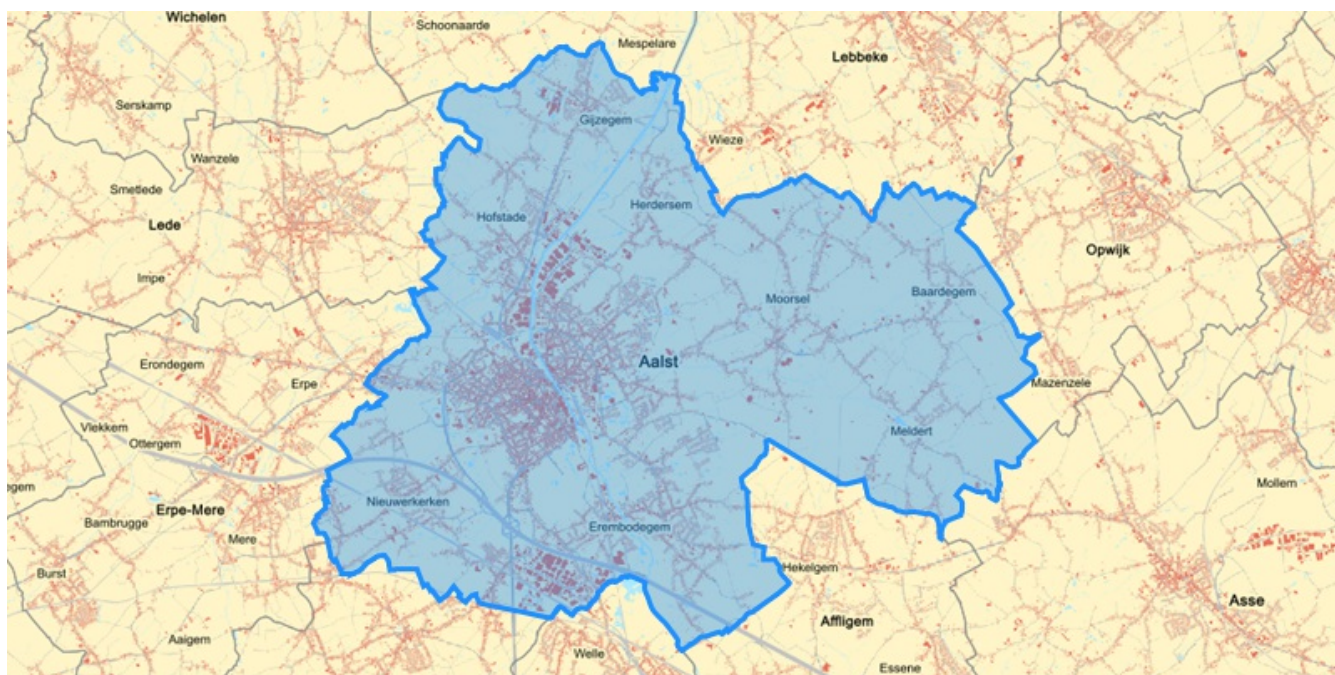 Wichelen
Schoonaarde
Mespelare
Lebbeke
Serskamp
Gijzegem
Wieze
Wanzele
Smetlede
Herdersem
Lede
Hofstade
Opwijk
Impe
Moorsel
Baardegem
Erondegem
Aalst
Erpe
Mazenzele
Vlekkem
Ottergem
Meldert
egem
Nieuwerkerken
Mollem
Erpe-Mere
Bambrugge
Erembodegem
Mere
Hekelgem
Burst
Asse
Affligem
Aaigem
Welle
Essene